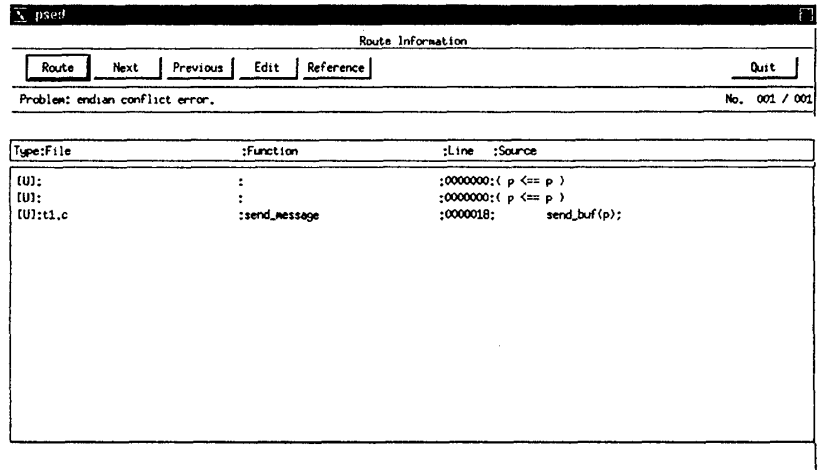 psed
Route Information
Route Next Previous Edit Reference Quit
Problem: endian conflict error. No. 001 / 001
Type:File :Function :Line :Source
[U]: : :0000000:( p <== p )
[U]: : :0000000:( p <== p )
[U]:t1.c :send_message :0000018: send_buf(p);